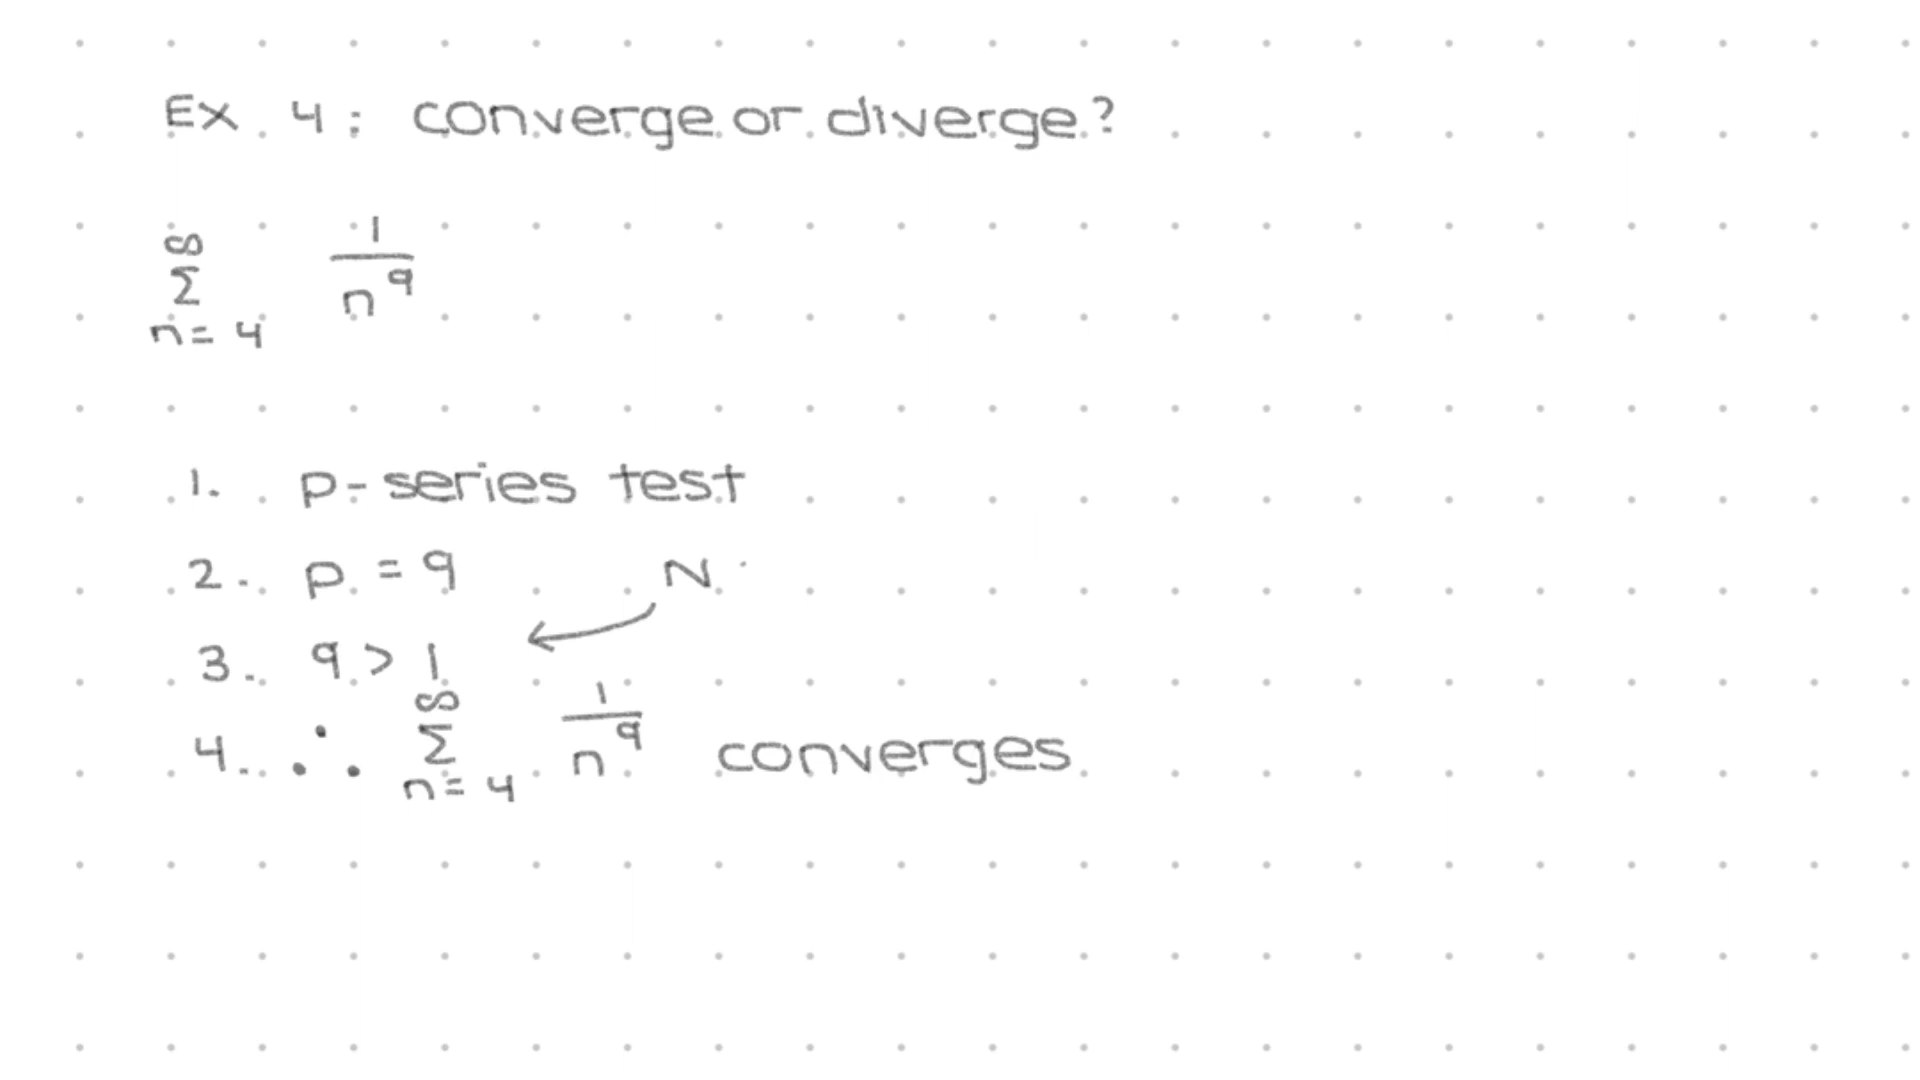 Ex 4: converge or diverge?
∞
Σ 1/n^9
n=4
1. p-series test
2. p = 9 N
3. 9 > 1
4. ∴ ∞ Σ n=4 1/n^9 converges